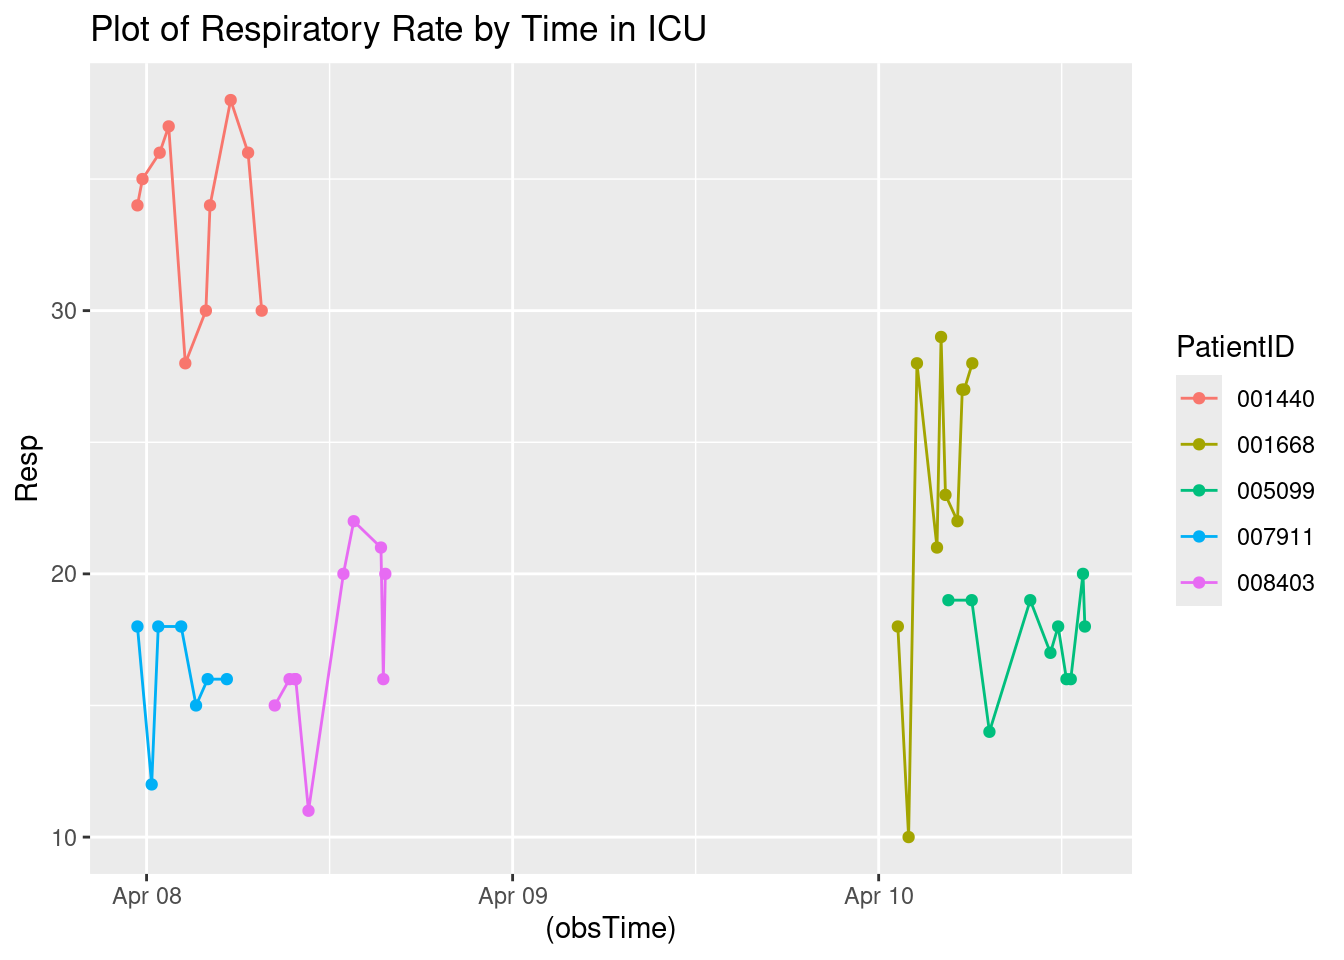 Plot of Respiratory Rate by Time in ICU
30
20
10
Resp
Apr 08
Apr 09
Apr 10
(obsTime)
PatientID
001440
001668
005099
007911
008403